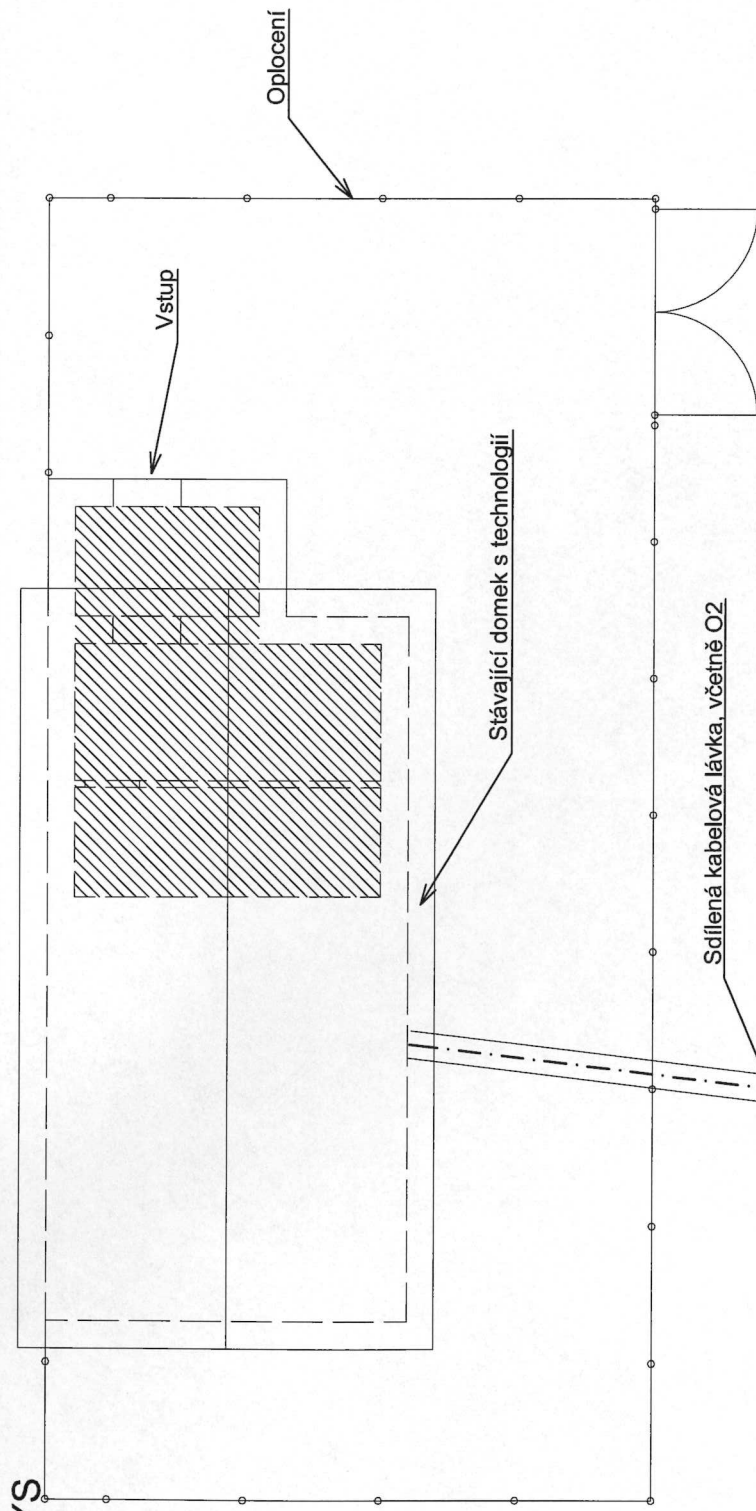 Oplocení
Vstup
Stávající domek s technologií
Sdílená kabelová lávka, včetně O2